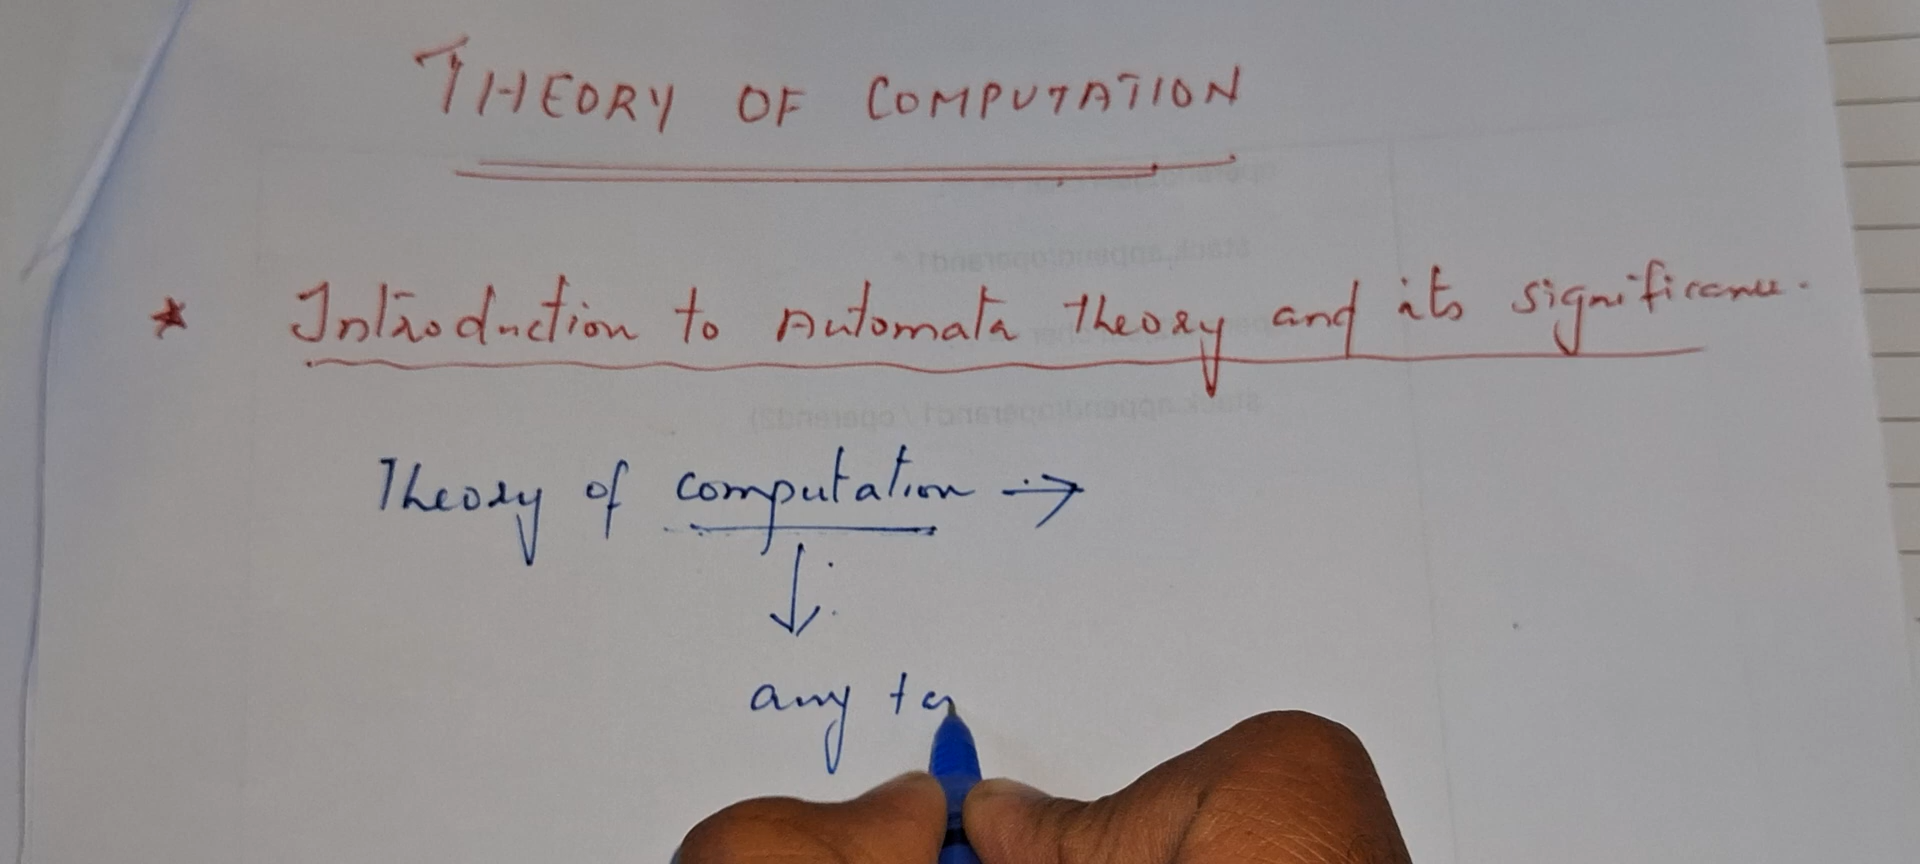 THEORY OF COMPUTATION
* Introduction to Automata Theory and its significance.
Theory of computation →
↓
any